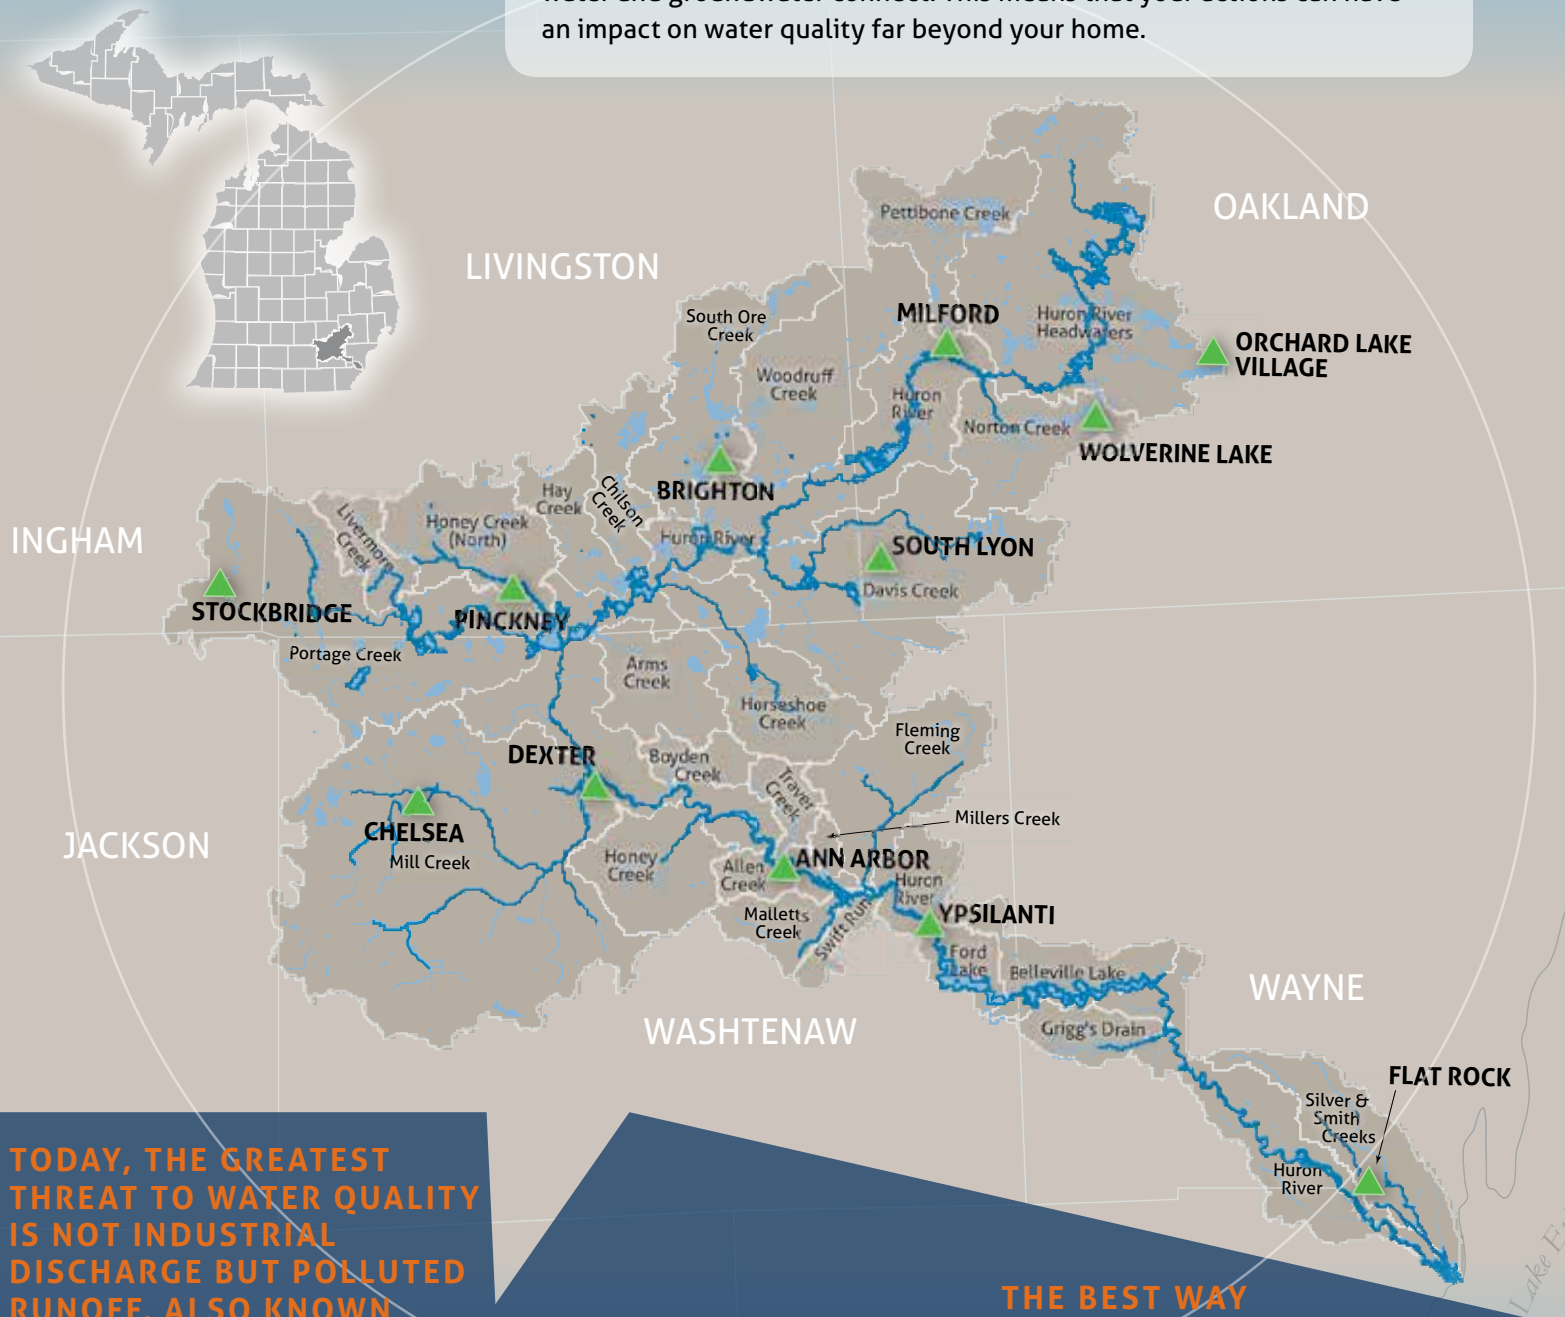 an impact on water quality far beyond your home.
OAKLAND
LIVINGSTON
INGHAM
JACKSON
WASHTENAW
WAYNE
Pettibone Creek
South Ore
Creek
MILFORD
Huron River
Headwaters
ORCHARD LAKE
VILLAGE
Woodruff
Creek
Huron
River
Norton Creek
WOLVERINE LAKE
BRIGHTON
Hay
Creek
Chilson
Creek
Livermore
Creek
Honey Creek
(North)
Huron River
SOUTH LYON
Davis Creek
STOCKBRIDGE
PINCKNEY
Portage Creek
Arms
Creek
Horseshoe
Creek
Fleming
Creek
DEXTER
Boyden
Creek
Traver
Creek
Millers Creek
CHELSEA
Mill Creek
Honey
Creek
Allen
Creek
ANN ARBOR
Huron
River
Malletts
Creek
Swift Run
YPSILANTI
Ford
Lake
Belleville Lake
Grigg's Drain
FLAT ROCK
Silver &
Smith
Creeks
Huron
River
Lake
TODAY, THE GREATEST
THREAT TO WATER QUALITY
IS NOT INDUSTRIAL
DISCHARGE BUT POLLUTED
RUNOFF, ALSO KNOWN
THE BEST WAY